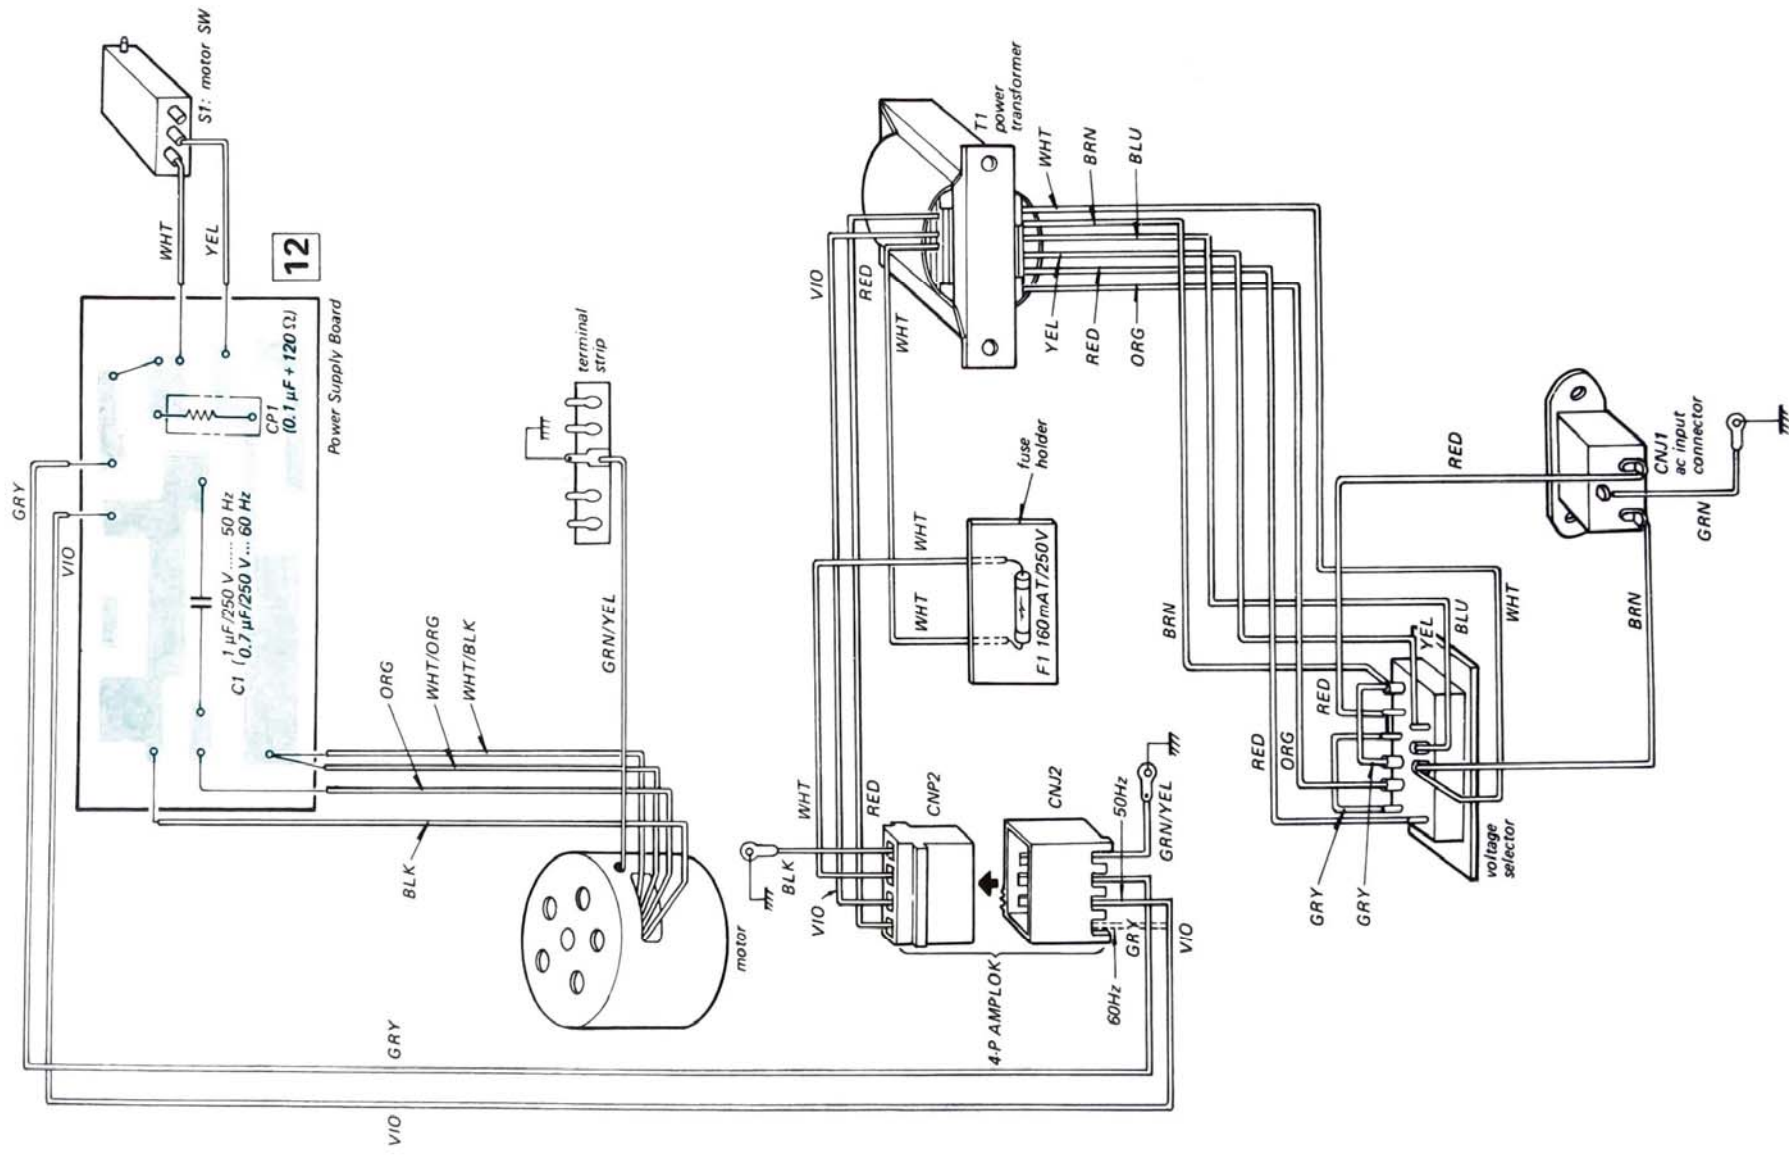 S1: motor SW
WHT
YEL
12
Power Supply Board
CP1
(0.1 μF + 120 Ω)
C1 ( 1 μF/250 V ...... 50 Hz
0.7 μF/250 V ... 60 Hz
GRY
VIO
terminal
strip
ORG
WHT/ORG
WHT/BLK
GRN/YEL
BLK
motor
GRY
VIO
T1
power
transformer
WHT
BRN
BLU
YEL
RED
ORG
VIO
RED
WHT
fuse
holder
WHT
WHT
F1 160mA T/250V
WHT
RED
VIO
RED
BLK
CNP2
CNJ2
4-P AMPLOK
50Hz
60Hz
GRY
VIO
GRN/YEL
BRN
RED
RED
ORG
YEL
BLU
WHT
BRN
GRY
GRY
voltage
selector
RED
CNJ1
ac input
connector
GRN